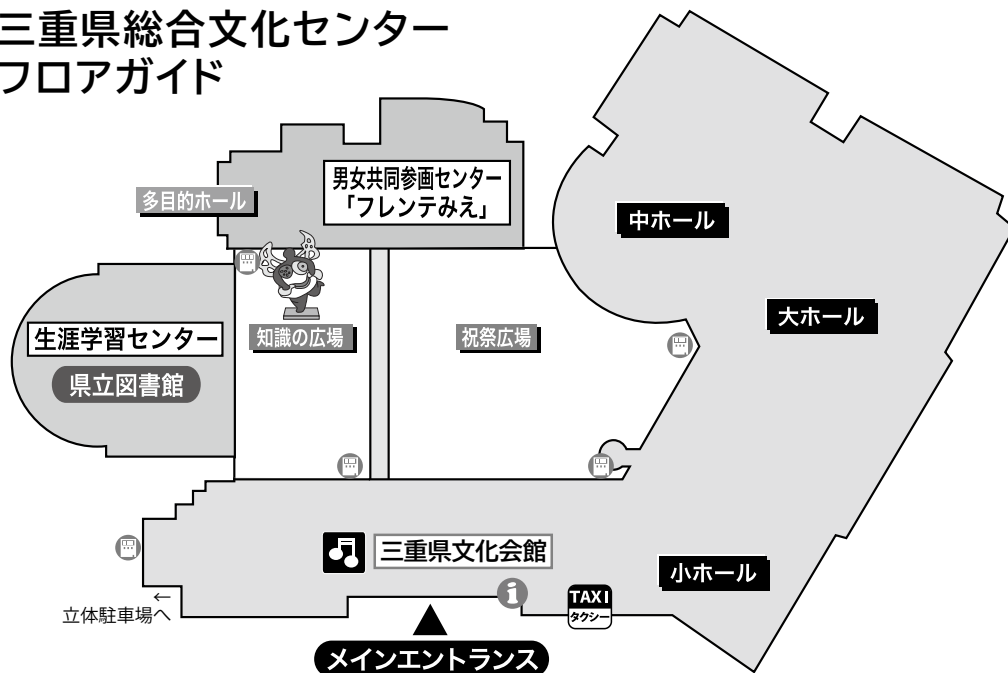 三重県総合文化センター
フロアガイド
男女共同参画センター
「フレンテみえ」
多目的ホール
中ホール
大ホール
生涯学習センター
県立図書館
知識の広場
祝祭広場
三重県文化会館
小ホール
←
立体駐車場へ
i
TAXI
タクシー
メインエントランス